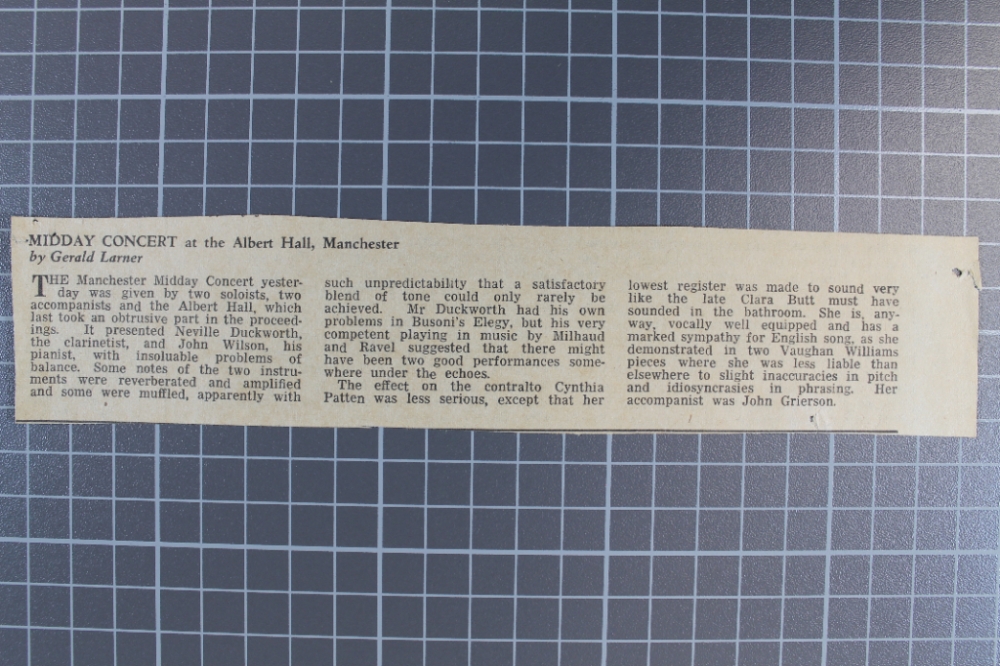 MIDDAY CONCERT at the Albert Hall, Manchester
by Gerald Larner
THE Manchester Midday Concert yester-
day was given by two soloists, two
accompanists and the Albert Hall, which
last took an obtrusive part in the proceed-
ings. It presented Neville Duckworth,
the clarinetist, and John Wilson, his
pianist, with insoluable problems of
balance. Some notes of the two instru-
ments were reverberated and amplified
and some were muffled, apparently with
such unpredictability that a satisfactory
blend of tone could only rarely be
achieved. Mr Duckworth had his own
problems in Busoni's Elegy, but his very
competent playing in music by Milhaud
and Ravel suggested that there might
have been two good performances some-
where under the echoes.
The effect on the contralto Cynthia
Patten was less serious, except that her
lowest register was made to sound very
like the late Clara Butt must have
sounded in the bathroom. She is, any-
way, vocally well equipped and has a
marked sympathy for English song, as she
demonstrated in two Vaughan Williams
pieces where she was less liable than
elsewhere to slight inaccuracies in pitch
and idiosyncrasies in phrasing. Her
accompanist was John Grierson.